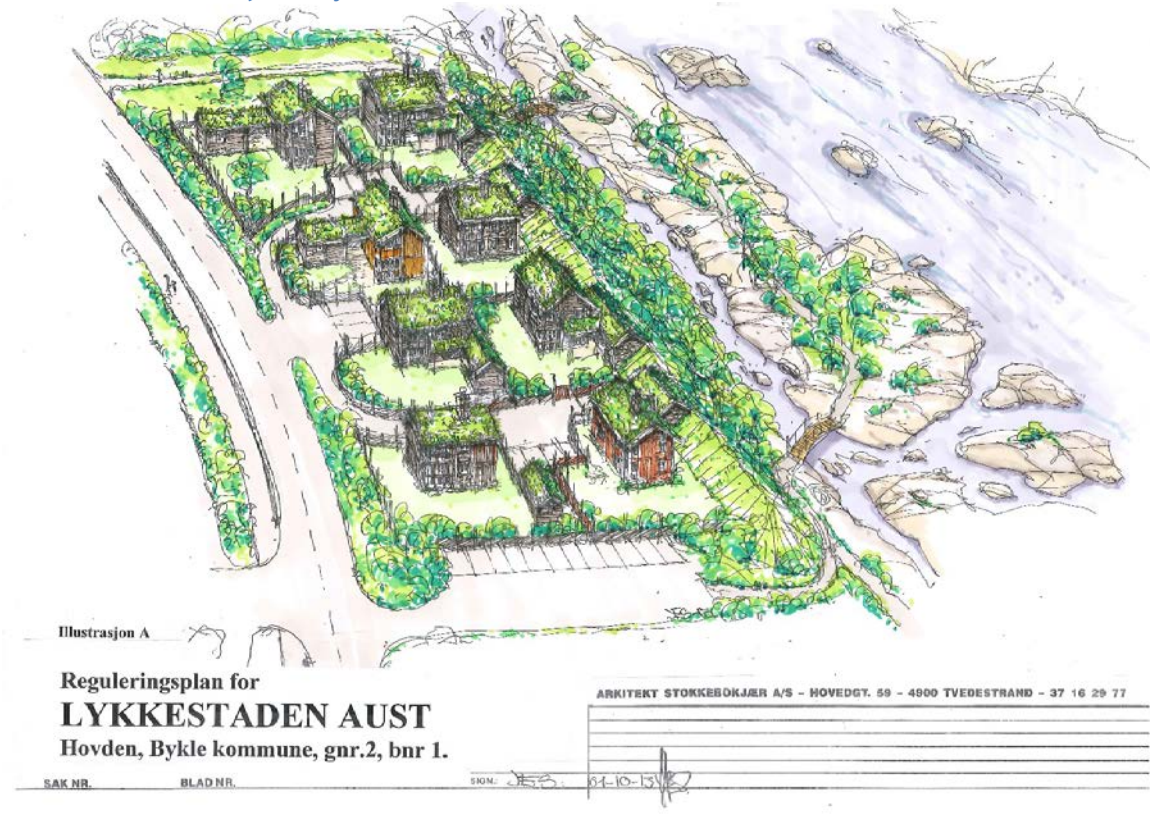 Illustrasjon A
Reguleringsplan for
LYKKESTADEN AUST
Hovden, Bykle kommune, gnr.2, bnr 1.
ARKITEKT STOKKEBÖKJÆR A/S - HOVEDGT. 59 - 4900 TVEDESTRAND - 37 16 29 77
SAK NR. BLAD NR. SIGN.